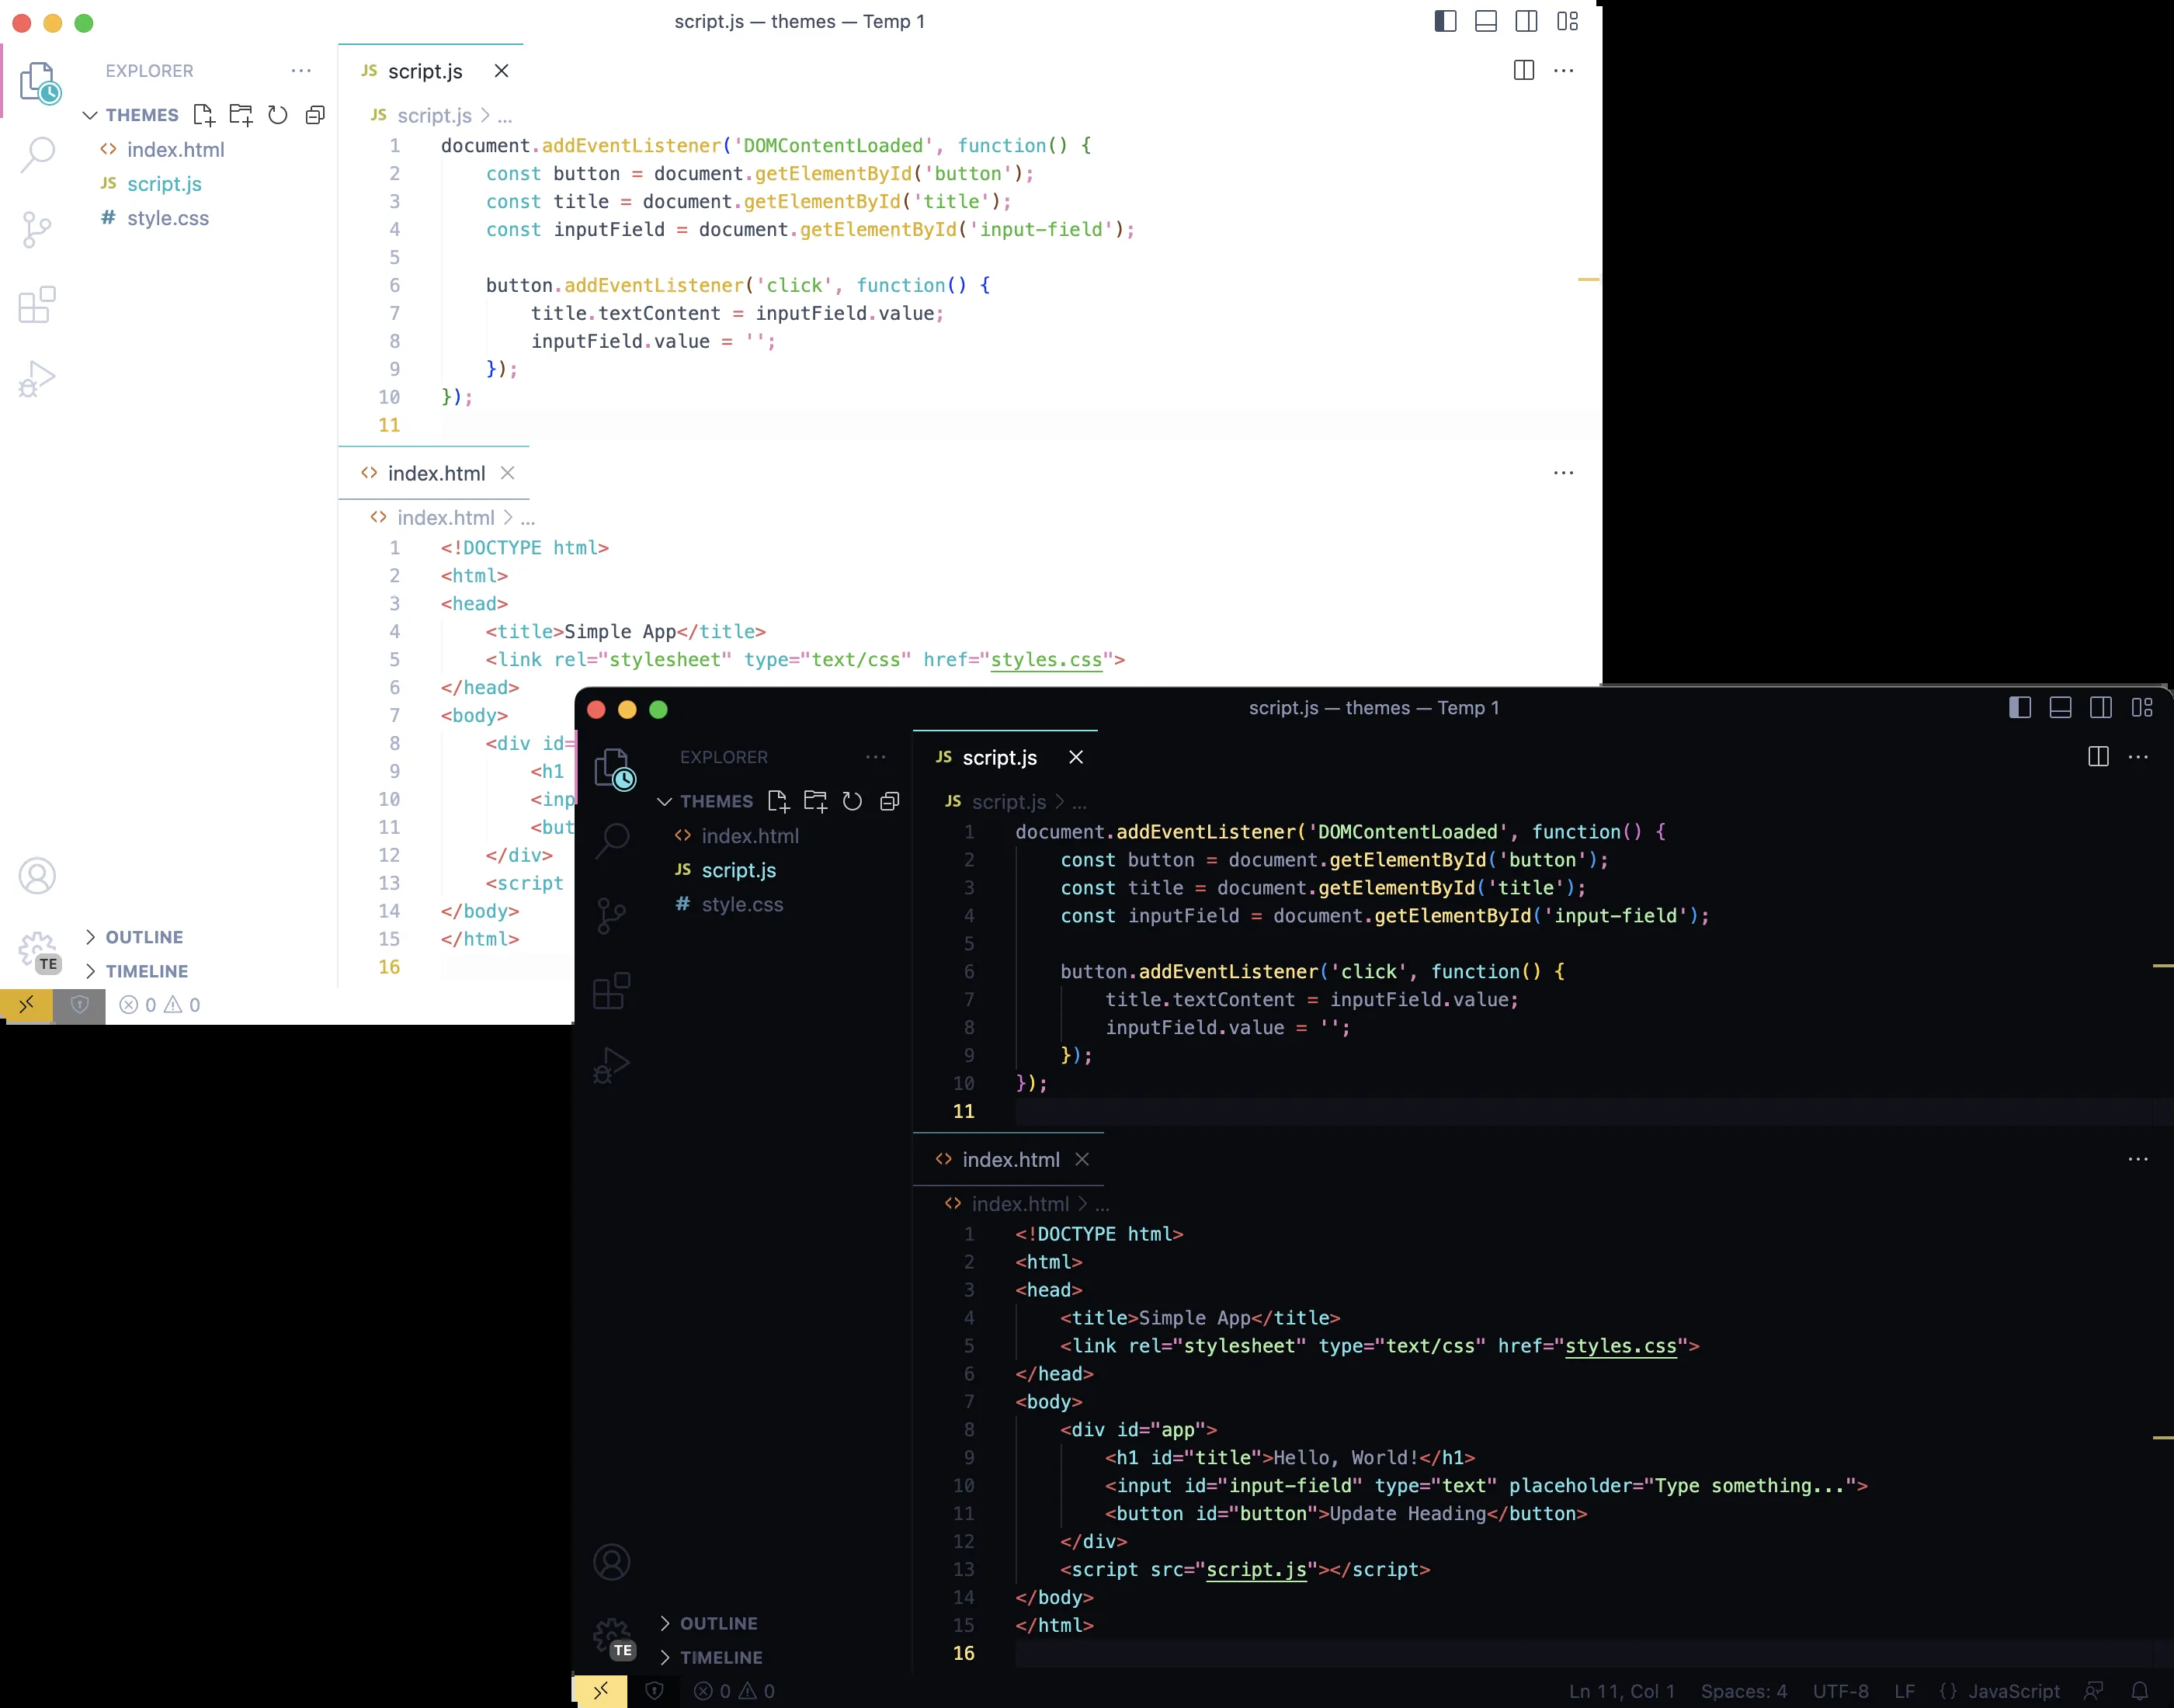 script.js — themes — Temp 1
EXPLORER
THEMES
index.html
JS script.js
# style.css
OUTLINE
TIMELINE
TE
0 0
JS script.js
JS script.js > ...
1 document.addEventListener('DOMContentLoaded', function() {
2 const button = document.getElementById('button');
3 const title = document.getElementById('title');
4 const inputField = document.getElementById('input-field');
5
6 button.addEventListener('click', function() {
7 title.textContent = inputField.value;
8 inputField.value = '';
9 });
10 });
11
<> index.html
<> index.html > ...
1 <!DOCTYPE html>
2 <html>
3 <head>
4 <title>Simple App</title>
5 <link rel="stylesheet" type="text/css" href="styles.css">
6 </head>
7 <body>
8 <div id=
9 <h1
10 <inp
11 <but
12 </div>
13 <script
14 </body>
15 </html>
16
script.js — themes — Temp 1
EXPLORER
THEMES
index.html
JS script.js
# style.css
OUTLINE
TIMELINE
TE
0 0
JS script.js
JS script.js > ...
1 document.addEventListener('DOMContentLoaded', function() {
2 const button = document.getElementById('button');
3 const title = document.getElementById('title');
4 const inputField = document.getElementById('input-field');
5
6 button.addEventListener('click', function() {
7 title.textContent = inputField.value;
8 inputField.value = '';
9 });
10 });
11
<> index.html
<> index.html > ...
1 <!DOCTYPE html>
2 <html>
3 <head>
4 <title>Simple App</title>
5 <link rel="stylesheet" type="text/css" href="styles.css">
6 </head>
7 <body>
8 <div id="app">
9 <h1 id="title">Hello, World!</h1>
10 <input id="input-field" type="text" placeholder="Type something...">
11 <button id="button">Update Heading</button>
12 </div>
13 <script src="script.js"></script>
14 </body>
15 </html>
16
Ln 11, Col 1 Spaces: 4 UTF-8 LF {} JavaScript